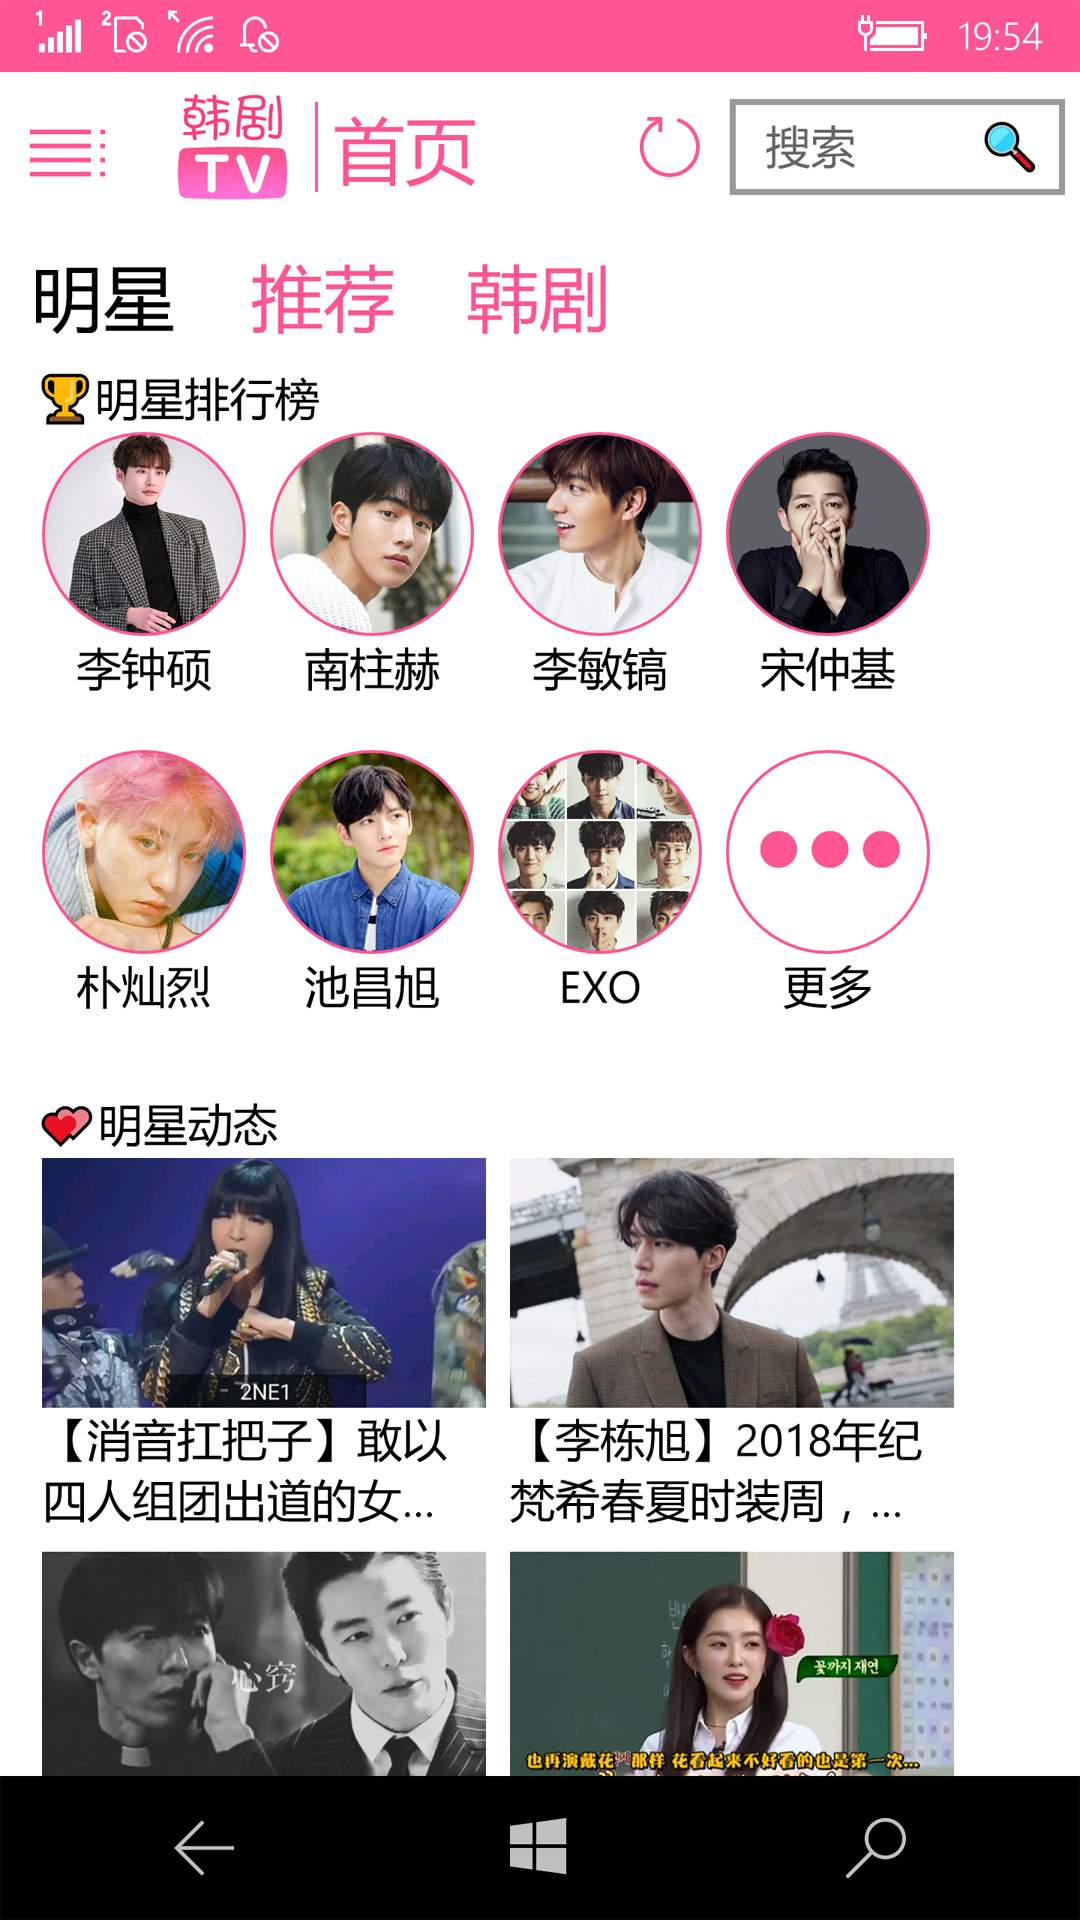 1
2
19:54
韩剧
TV
首页
搜索
明星 推荐 韩剧
明星排行榜
李钟硕 南柱赫 李敏镐 宋仲基
朴灿烈 池昌旭 EXO 更多
明星动态
2NE1
【消音扛把子】敢以
四人组团出道的女...
【李栋旭】2018年纪
梵希春夏时装周，...
心窍
꽃까지 재연
也再演戴花 那样 花看起来不好看的也是第一次...